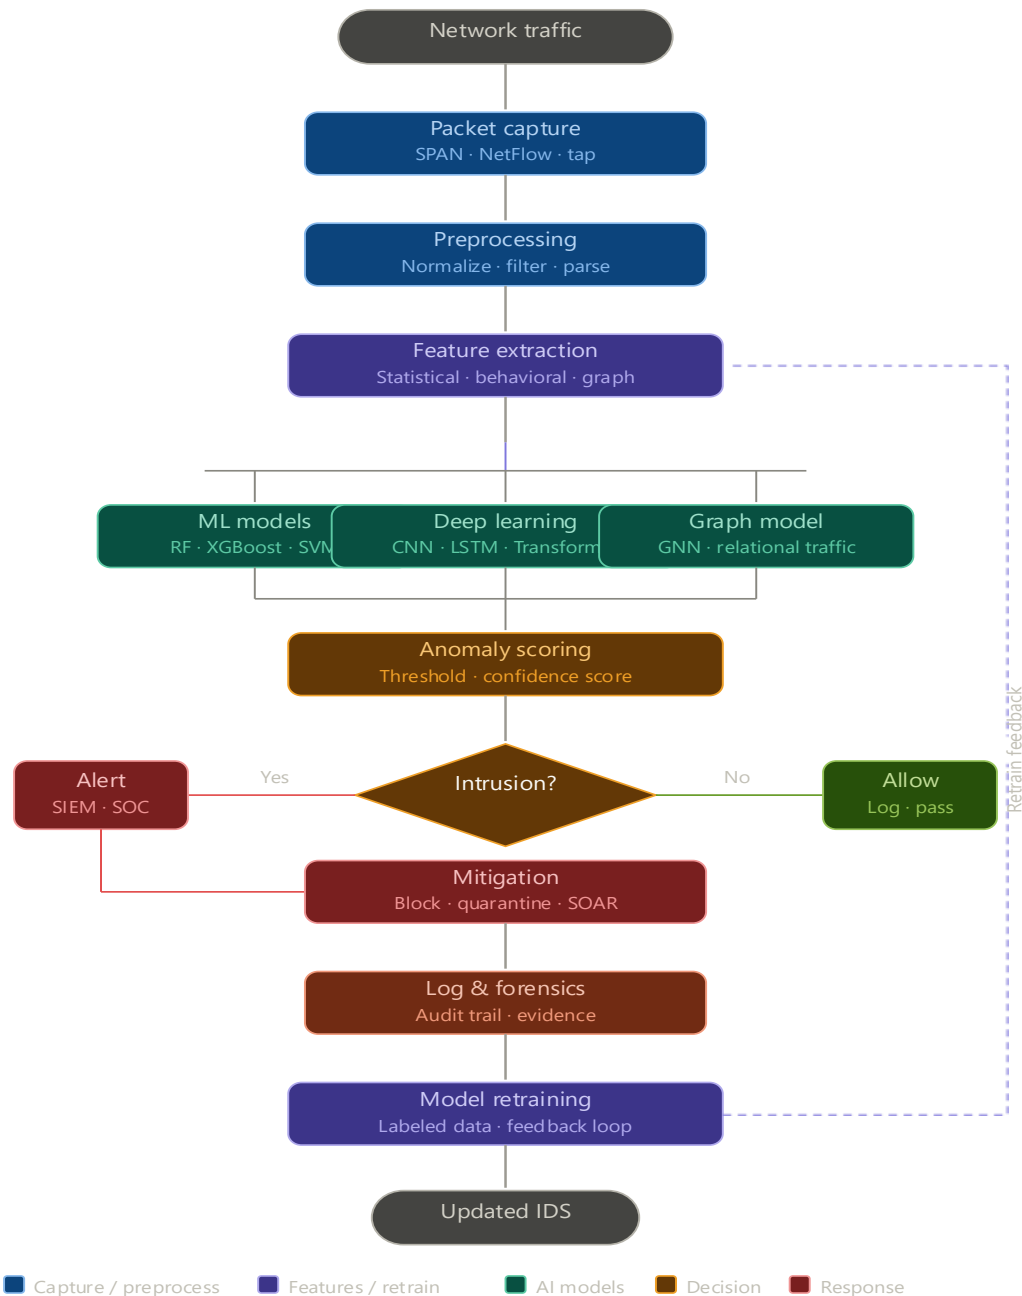 Network traffic
Packet capture
SPAN · NetFlow · tap
Preprocessing
Normalize · filter · parse
Feature extraction
Statistical · behavioral · graph
ML models
RF · XGBoost · SVM
Deep learning
CNN · LSTM · Transform
Graph model
GNN · relational traffic
Anomaly scoring
Threshold · confidence score
Intrusion?
Yes
No
Alert
SIEM · SOC
Allow
Log · pass
Retrain feedback
Mitigation
Block · quarantine · SOAR
Log & forensics
Audit trail · evidence
Model retraining
Labeled data · feedback loop
Updated IDS
Capture / preprocess
Features / retrain
AI models
Decision
Response